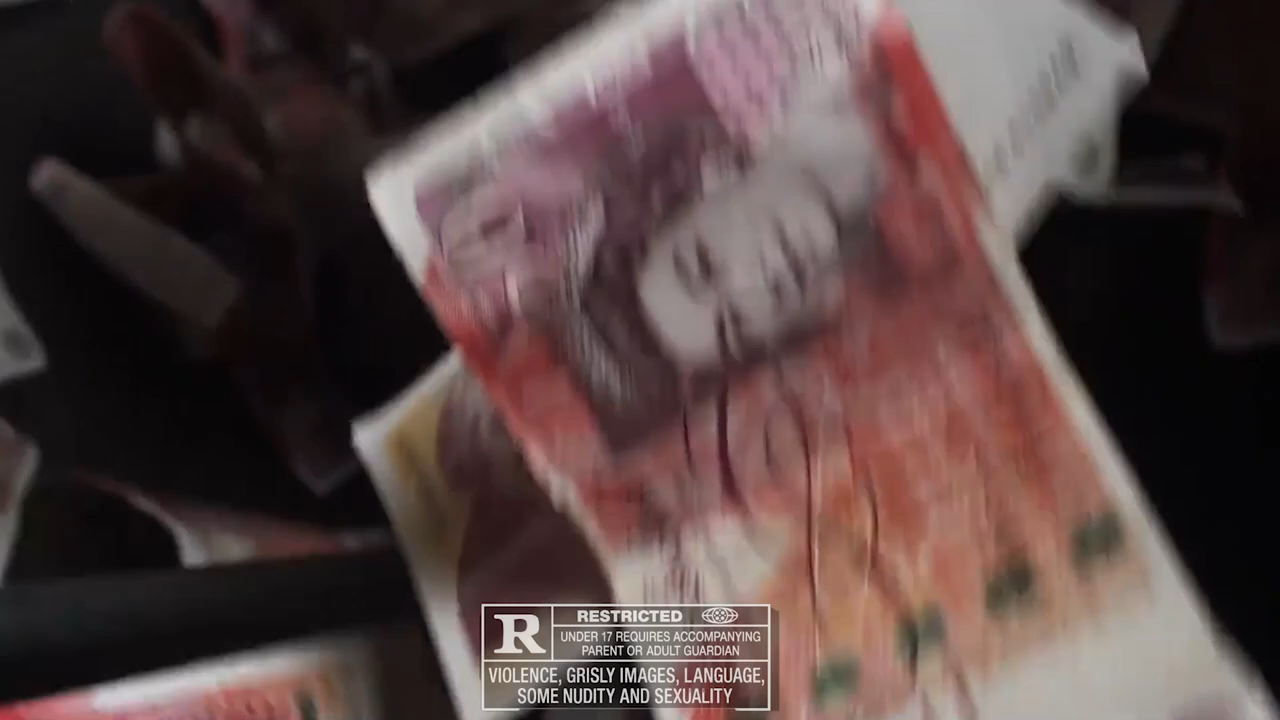 R
RESTRICTED
UNDER 17 REQUIRES ACCOMPANYING
PARENT OR ADULT GUARDIAN
VIOLENCE, GRISLY IMAGES, LANGUAGE,
SOME NUDITY AND SEXUALITY